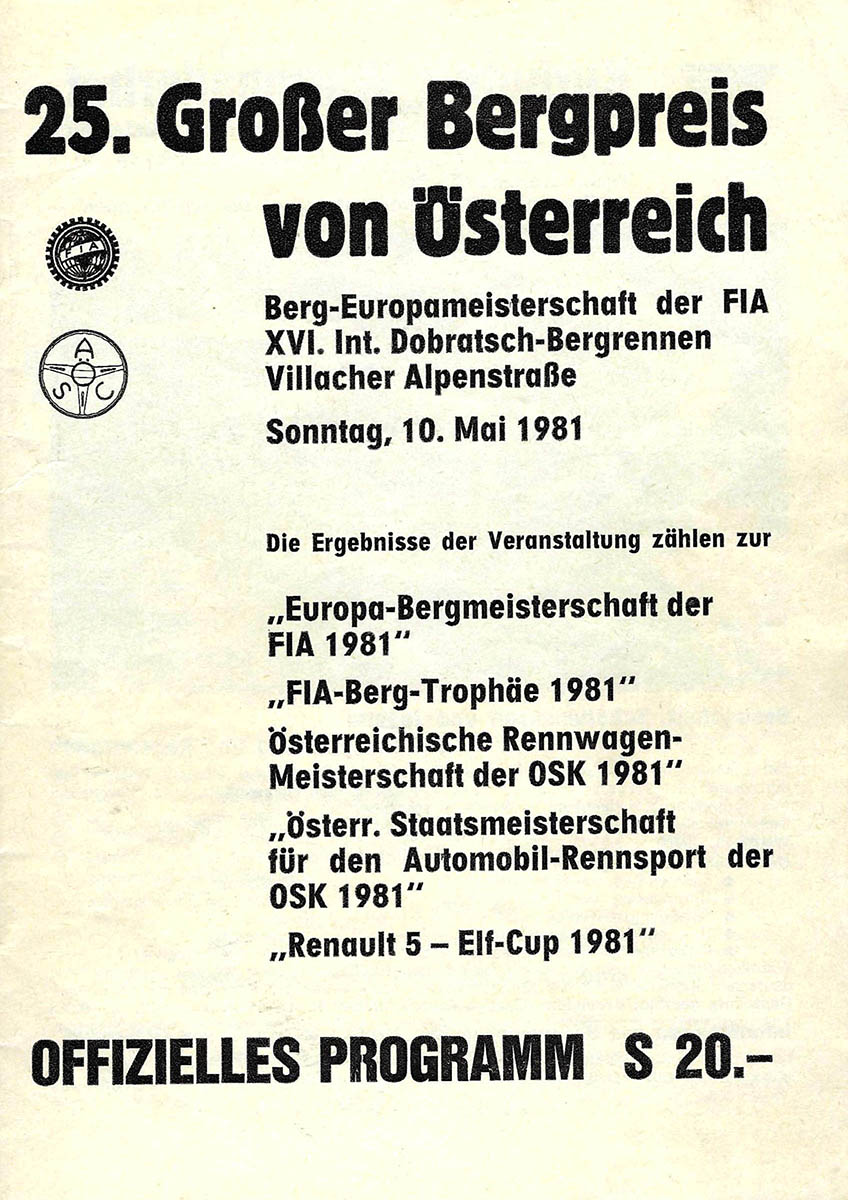 25. Großer Bergpreis
von Österreich
FIA
Berg-Europameisterschaft der FIA
XVI. Int. Dobratsch-Bergrennen
Villacher Alpenstraße
ÖASC
Sonntag, 10. Mai 1981
Die Ergebnisse der Veranstaltung zählen zur
„Europa-Bergmeisterschaft der
FIA 1981“
„FIA-Berg-Trophäe 1981“
Österreichische Rennwagen-
Meisterschaft der OSK 1981“
„Österr. Staatsmeisterschaft
für den Automobil-Rennsport der
OSK 1981“
„Renault 5 – Elf-Cup 1981“
OFFIZIELLES PROGRAMM S 20.–